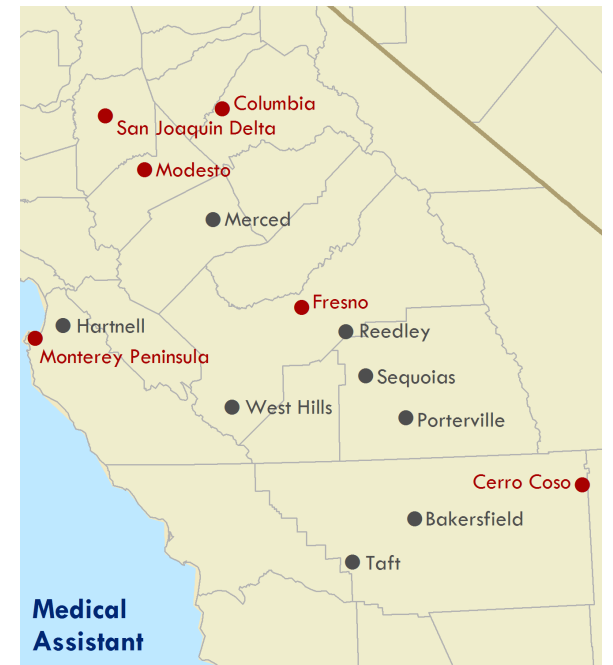 Columbia
San Joaquin Delta
Modesto
Merced
Fresno
Hartnell
Reedley
Monterey Peninsula
Sequoias
West Hills
Porterville
Cerro Coso
Bakersfield
Taft
Medical
Assistant